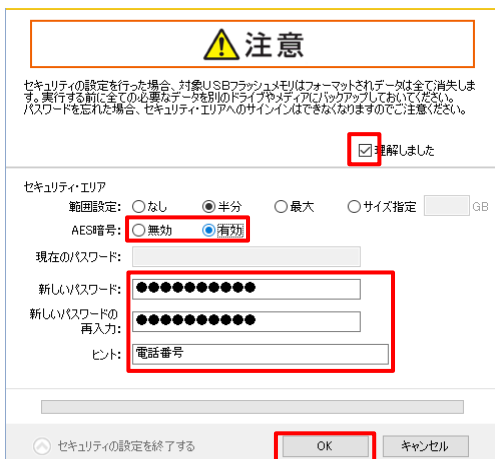 注意
セキュリティの設定を行った場合、対象USBフラッシュメモリはフォーマットされデータは全て消失しま
す。実行する前に全ての必要なデータを別のドライブやメディアにバックアップしておいてください。
パスワードを忘れた場合、セキュリティ・エリアへのサインインはできなくなりますのでご注意ください。
理解しました
セキュリティ・エリア
範囲設定: なし 半分 最大 サイズ指定 GB
AES暗号: 無効 有効
現在のパスワード:
新しいパスワード: ●●●●●●●●●●
新しいパスワードの
再入力: ●●●●●●●●●●
ヒント: 電話番号
セキュリティの設定を終了する OK キャンセル